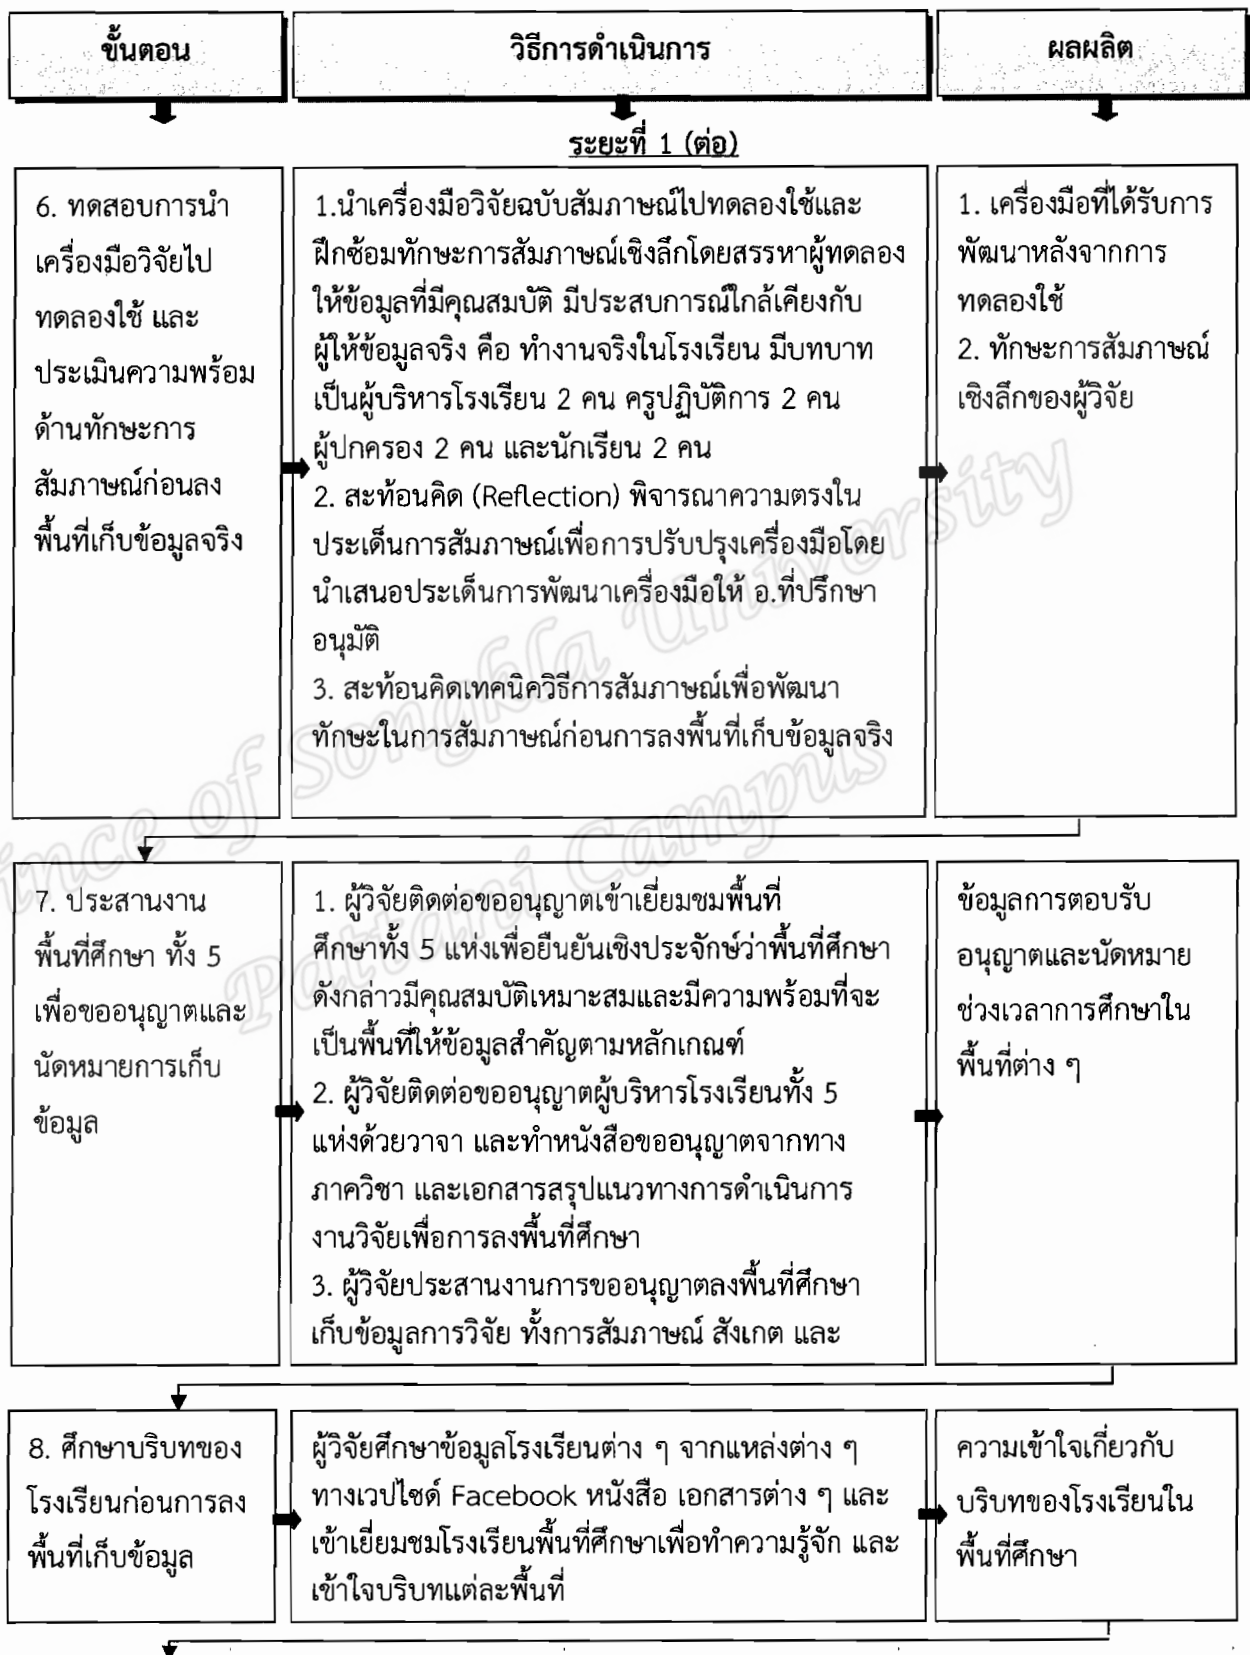 ขั้นตอน
วิธีการดำเนินการ
ผลผลิต
ระยะที่ 1 (ต่อ)
6. ทดสอบการนำ
เครื่องมือวิจัยไป
ทดลองใช้ และ
ประเมินความพร้อม
ด้านทักษะการ
สัมภาษณ์ก่อนลง
พื้นที่เก็บข้อมูลจริง
1.นำเครื่องมือวิจัยฉบับสัมภาษณ์ไปทดลองใช้และ
ฝึกซ้อมทักษะการสัมภาษณ์เชิงลึกโดยสรรหาผู้ทดลอง
ให้ข้อมูลที่มีคุณสมบัติ มีประสบการณ์ใกล้เคียงกับ
ผู้ให้ข้อมูลจริง คือ ทำงานจริงในโรงเรียน มีบทบาท
เป็นผู้บริหารโรงเรียน 2 คน ครูปฏิบัติการ 2 คน
ผู้ปกครอง 2 คน และนักเรียน 2 คน
2. สะท้อนคิด (Reflection) พิจารณาความตรงใน
ประเด็นการสัมภาษณ์เพื่อการปรับปรุงเครื่องมือโดย
นำเสนอประเด็นการพัฒนาเครื่องมือให้ อ.ที่ปรึกษา
อนุมัติ
3. สะท้อนคิดเทคนิควิธีการสัมภาษณ์เพื่อพัฒนา
ทักษะในการสัมภาษณ์ก่อนการลงพื้นที่เก็บข้อมูลจริง
1. เครื่องมือที่ได้รับการ
พัฒนาหลังจากการ
ทดลองใช้
2. ทักษะการสัมภาษณ์
เชิงลึกของผู้วิจัย
7. ประสานงาน
พื้นที่ศึกษา ทั้ง 5
เพื่อขออนุญาตและ
นัดหมายการเก็บ
ข้อมูล
1. ผู้วิจัยติดต่อขออนุญาตเข้าเยี่ยมชมพื้นที่
ศึกษาทั้ง 5 แห่งเพื่อยืนยันเชิงประจักษ์ว่าพื้นที่ศึกษา
ดังกล่าวมีคุณสมบัติเหมาะสมและมีความพร้อมที่จะ
เป็นพื้นที่ให้ข้อมูลสำคัญตามหลักเกณฑ์
2. ผู้วิจัยติดต่อขออนุญาตผู้บริหารโรงเรียนทั้ง 5
แห่งด้วยวาจา และทำหนังสือขออนุญาตจากทาง
ภาควิชา และเอกสารสรุปแนวทางการดำเนินการ
งานวิจัยเพื่อการลงพื้นที่ศึกษา
3. ผู้วิจัยประสานงานการขออนุญาตลงพื้นที่ศึกษา
เก็บข้อมูลการวิจัย ทั้งการสัมภาษณ์ สังเกต และ
ข้อมูลการตอบรับ
อนุญาตและนัดหมาย
ช่วงเวลาการศึกษาใน
พื้นที่ต่าง ๆ
8. ศึกษาบริบทของ
โรงเรียนก่อนการลง
พื้นที่เก็บข้อมูล
ผู้วิจัยศึกษาข้อมูลโรงเรียนต่าง ๆ จากแหล่งต่าง ๆ
ทางเวปไซด์ Facebook หนังสือ เอกสารต่าง ๆ และ
เข้าเยี่ยมชมโรงเรียนพื้นที่ศึกษาเพื่อทำความรู้จัก และ
เข้าใจบริบทแต่ละพื้นที่
ความเข้าใจเกี่ยวกับ
บริบทของโรงเรียนใน
พื้นที่ศึกษา
ince of Songkla University
Pattani Campus